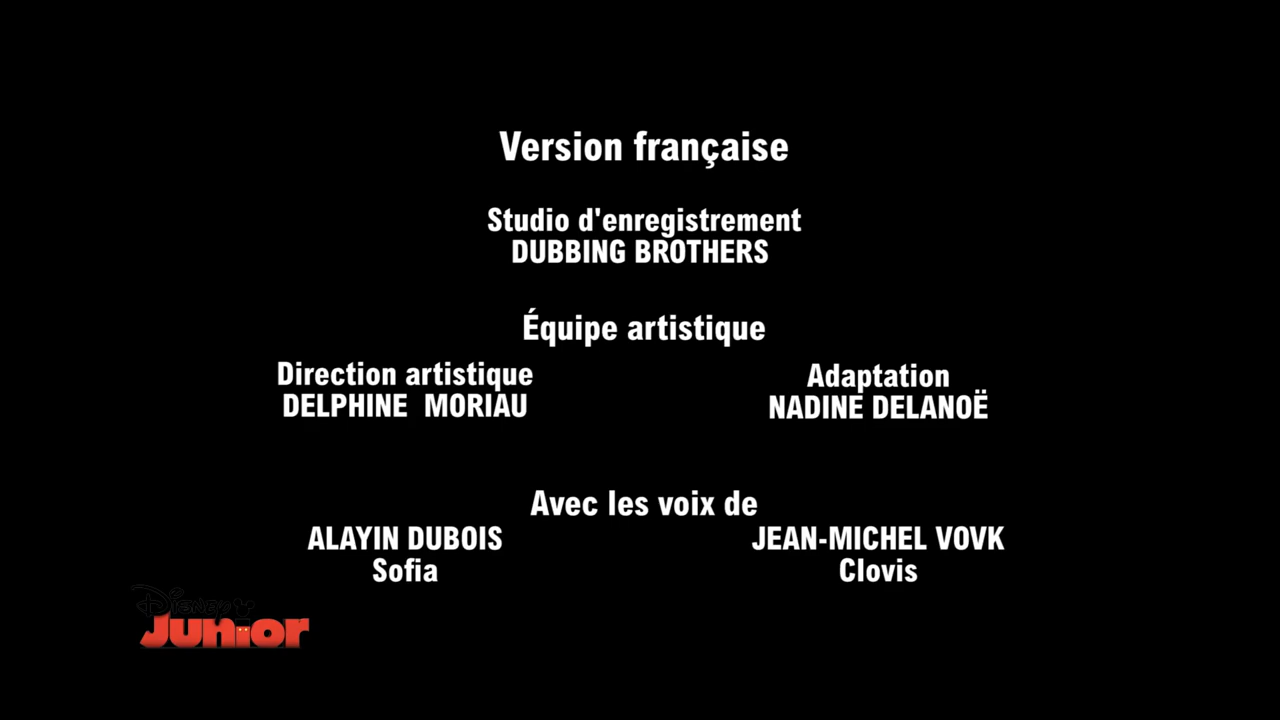 Version française
Studio d'enregistrement
DUBBING BROTHERS
Équipe artistique
Direction artistique
DELPHINE MORIAU
Adaptation
NADINE DELANOË
Avec les voix de
ALAYIN DUBOIS
Sofia
JEAN-MICHEL VOVK
Clovis
Disney
Junior